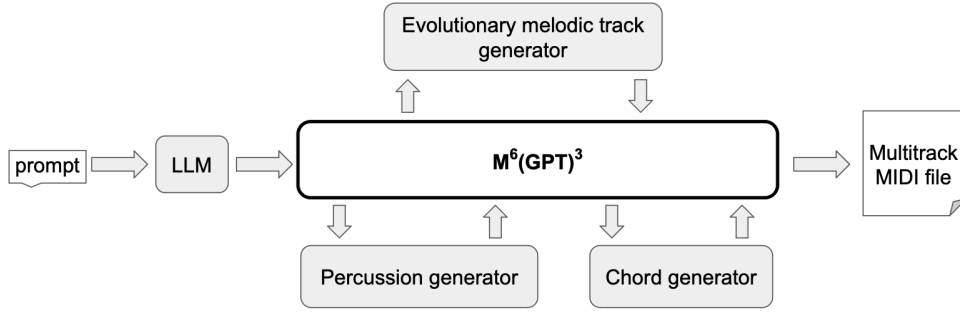 Evolutionary melodic track
generator
prompt
LLM
M⁶(GPT)³
Multitrack
MIDI file
Percussion generator
Chord generator